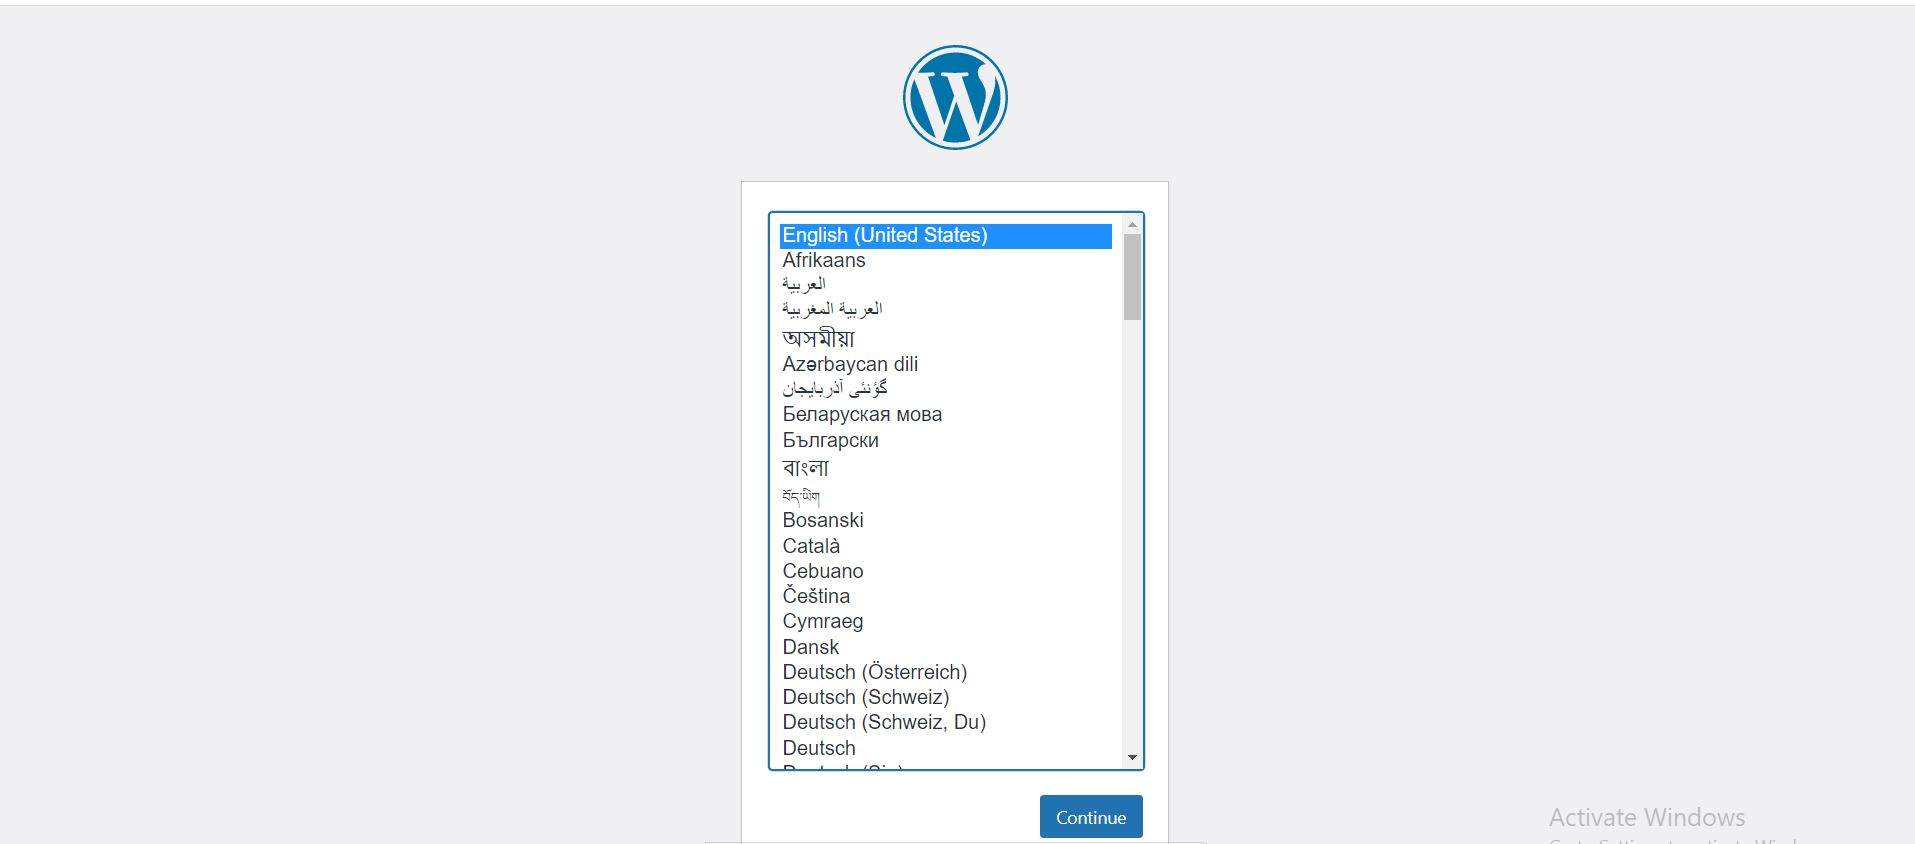 English (United States)
Afrikaans
العربية
العربية المغربية
অসমীয়া
Azərbaycan dili
گؤنئی آذربایجان
Беларуская мова
Български
বাংলা
བོད་ཡིག
Bosanski
Català
Cebuano
Čeština
Cymraeg
Dansk
Deutsch (Österreich)
Deutsch (Schweiz)
Deutsch (Schweiz, Du)
Deutsch
Continue
Activate Windows